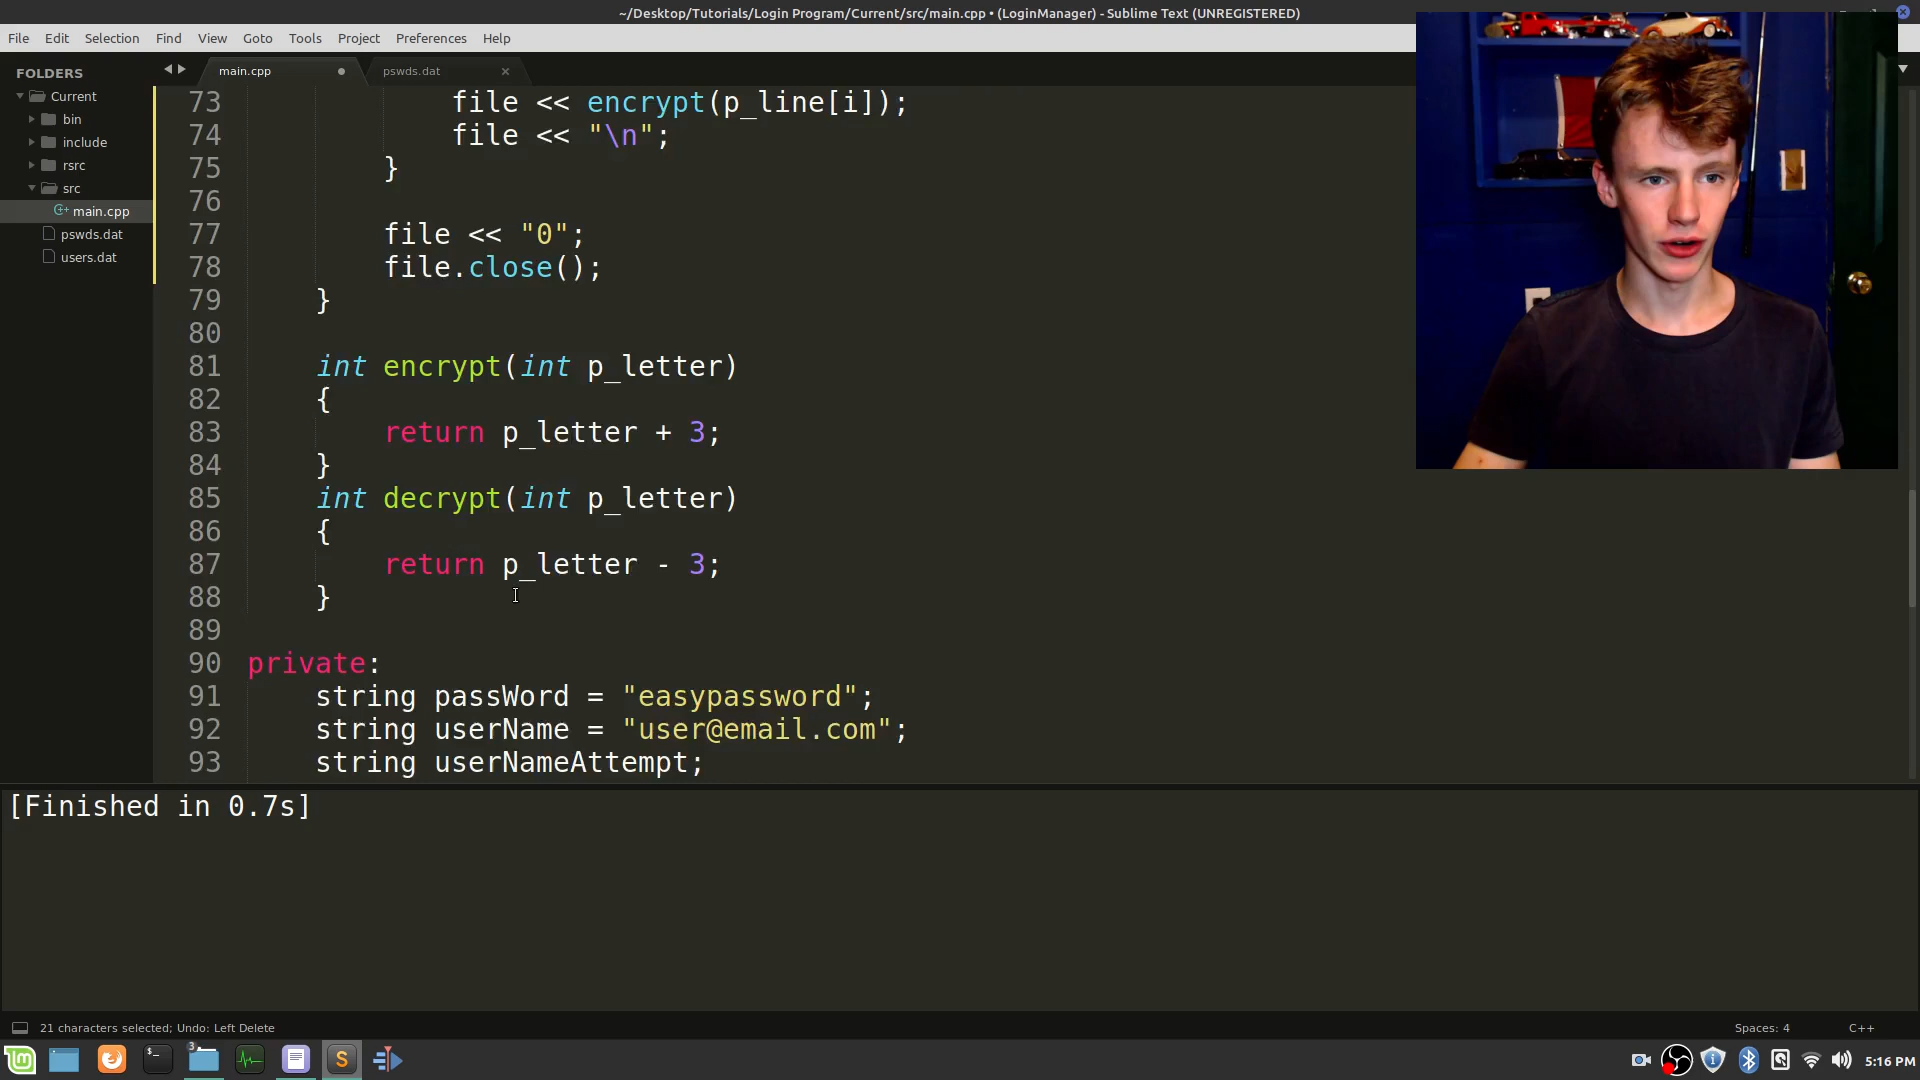 ~/Desktop/Tutorials/Login Program/Current/src/main.cpp • (LoginManager) - Sublime Text (UNREGISTERED)
File Edit Selection Find View Goto Tools Project Preferences Help
FOLDERS
Current
bin
include
rsrc
src
main.cpp
pswds.dat
users.dat
main.cpp
pswds.dat
73 file << encrypt(p_line[i]);
74 file << "\n";
75 }
76
77 file << "0";
78 file.close();
79 }
80
81 int encrypt(int p_letter)
82 {
83 return p_letter + 3;
84 }
85 int decrypt(int p_letter)
86 {
87 return p_letter - 3;
88 }
89
90 private:
91 string passWord = "easypassword";
92 string userName = "user@email.com";
93 string userNameAttempt;
[Finished in 0.7s]
21 characters selected; Undo: Left Delete
Spaces: 4 C++
3
5:16 PM